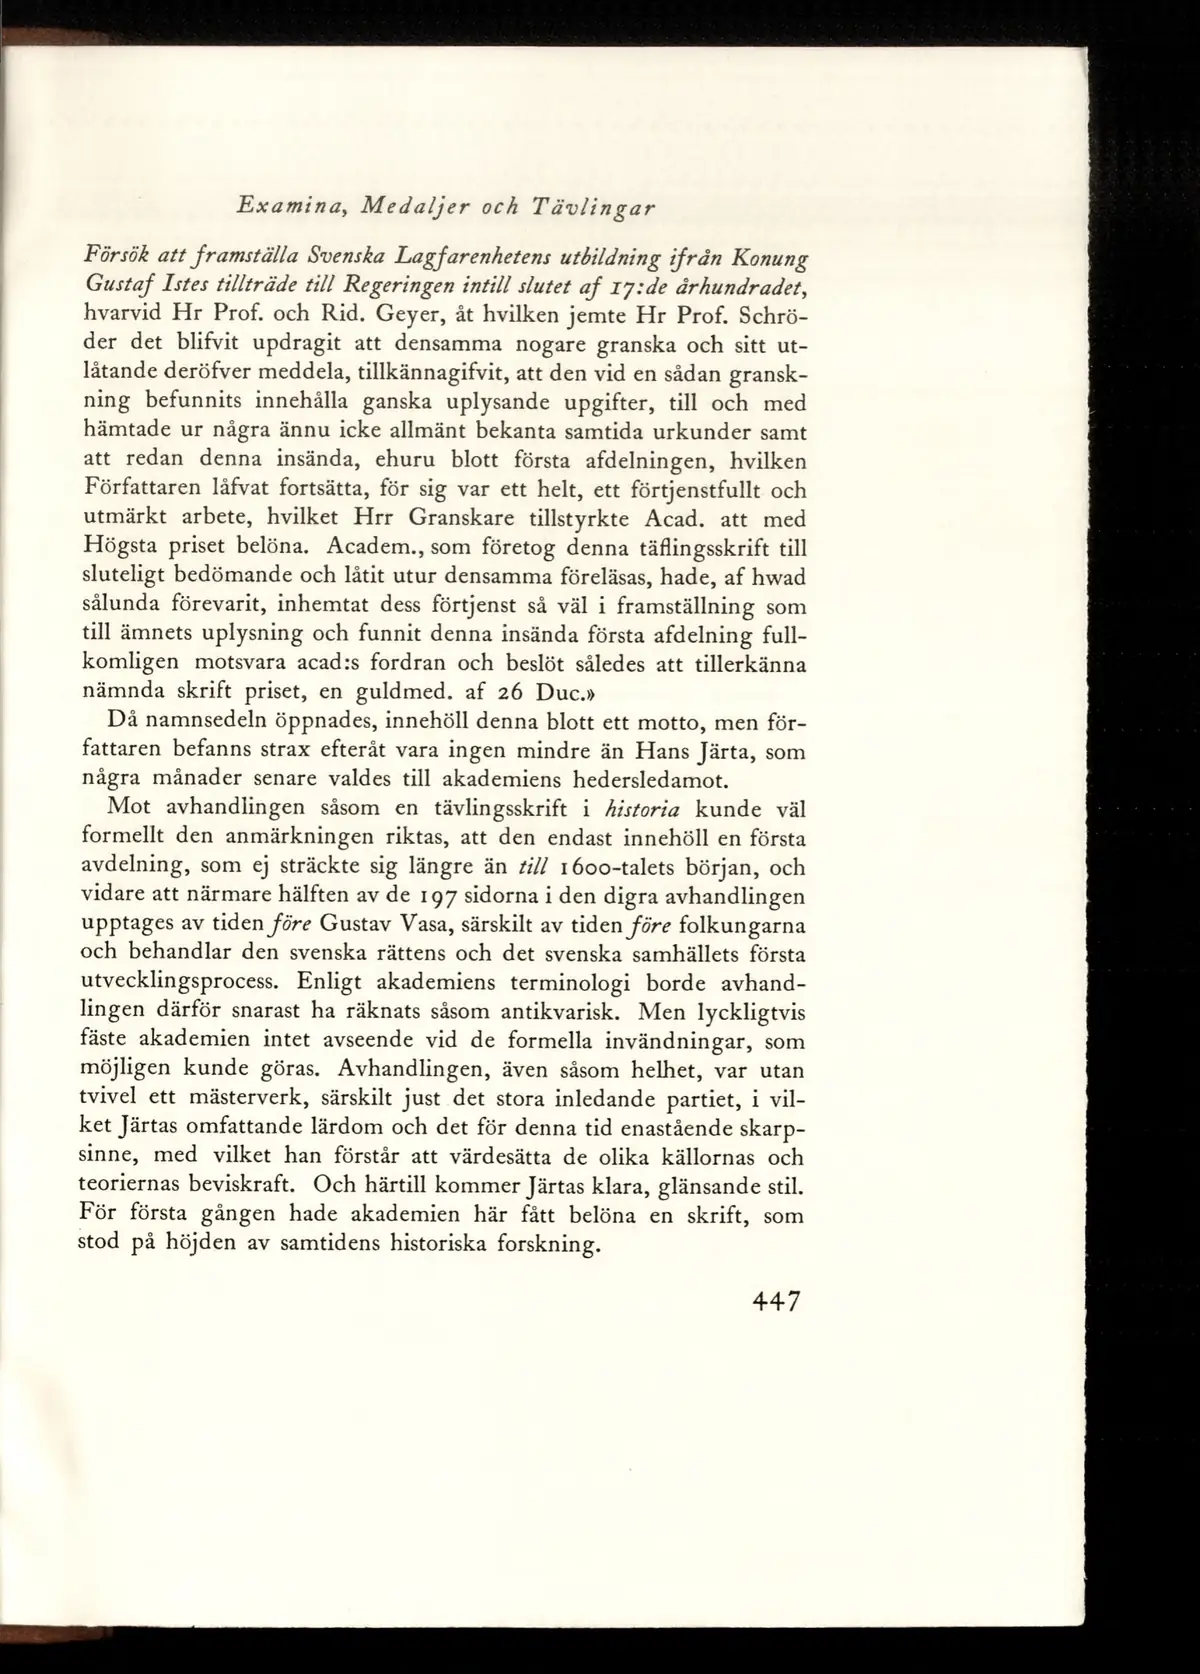 Examina, Medaljer och Tävlingar
Försök att framställa Svenska Lagfarenhetens utbildning ifrån Konung
Gustaf Istes tillträde till Regeringen intill slutet af 17:de århundradet,
hvarvid Hr Prof. och Rid. Geyer, åt hvilken jemte Hr Prof. Schrö-
der det blifvit updragit att densamma nogare granska och sitt ut-
låtande deröfver meddela, tillkännagifvit, att den vid en sådan gransk-
ning befunnits innehålla ganska uplysande upgifter, till och med
hämtade ur några ännu icke allmänt bekanta samtida urkunder samt
att redan denna insända, ehuru blott första afdelningen, hvilken
Författaren låfvat fortsätta, för sig var ett helt, ett förtjenstfullt och
utmärkt arbete, hvilket Hrr Granskare tillstyrkte Acad. att med
Högsta priset belöna. Academ., som företog denna täflingsskrift till
sluteligt bedömande och låtit utur densamma föreläsas, hade, af hwad
sålunda förevarit, inhemtat dess förtjenst så väl i framställning som
till ämnets uplysning och funnit denna insända första afdelning full-
komligen motsvara acad:s fordran och beslöt således att tillerkänna
nämnda skrift priset, en guldmed. af 26 Duc.»
Då namnsedeln öppnades, innehöll denna blott ett motto, men för-
fattaren befanns strax efteråt vara ingen mindre än Hans Järta, som
några månader senare valdes till akademiens hedersledamot.
Mot avhandlingen såsom en tävlingsskrift i historia kunde väl
formellt den anmärkningen riktas, att den endast innehöll en första
avdelning, som ej sträckte sig längre än till 1600-talets början, och
vidare att närmare hälften av de 197 sidorna i den digra avhandlingen
upptages av tiden före Gustav Vasa, särskilt av tiden före folkungarna
och behandlar den svenska rättens och det svenska samhällets första
utvecklingsprocess. Enligt akademiens terminologi borde avhand-
lingen därför snarast ha räknats såsom antikvarisk. Men lyckligtvis
fäste akademien intet avseende vid de formella invändningar, som
möjligen kunde göras. Avhandlingen, även såsom helhet, var utan
tvivel ett mästerverk, särskilt just det stora inledande partiet, i vil-
ket Järtas omfattande lärdom och det för denna tid enastående skarp-
sinne, med vilket han förstår att värdesätta de olika källornas och
teoriernas beviskraft. Och härtill kommer Järtas klara, glänsande stil.
För första gången hade akademien här fått belöna en skrift, som
stod på höjden av samtidens historiska forskning.
447